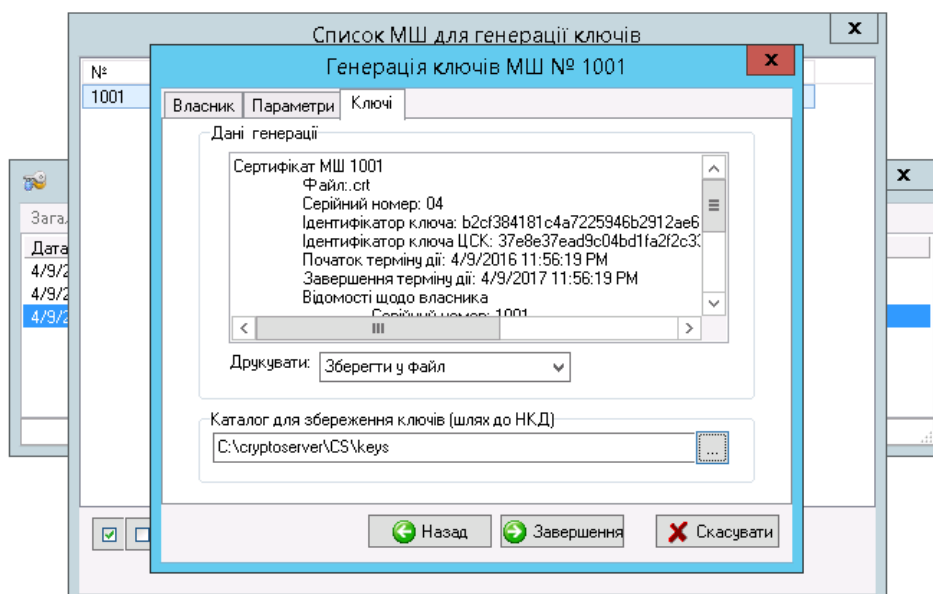 Список МШ для генерації ключів
x
№
1001
Генерація ключів МШ № 1001
x
Власник
Параметри
Ключі
Дані генерації
Сертифікат МШ 1001
Файл:.crt
Серійний номер: 04
Ідентифікатор ключа: b2cf384181c4a7225946b2912ae6
Ідентифікатор ключа ЦСК: 37e8e37ead9c04bd1fa2f2c3
Початок терміну дії: 4/9/2016 11:56:19 PM
Завершення терміну дії: 4/9/2017 11:56:19 PM
Відомості щодо власника
Серійний номер: 1001
Друкувати:
Зберегти у файл
Каталог для збереження ключів (шлях до НКД)
C:\cryptoserver\CS\keys
...
Назад
Завершення
Скасувати
x
Зага
Дата
4/9/2
4/9/2
4/9/2